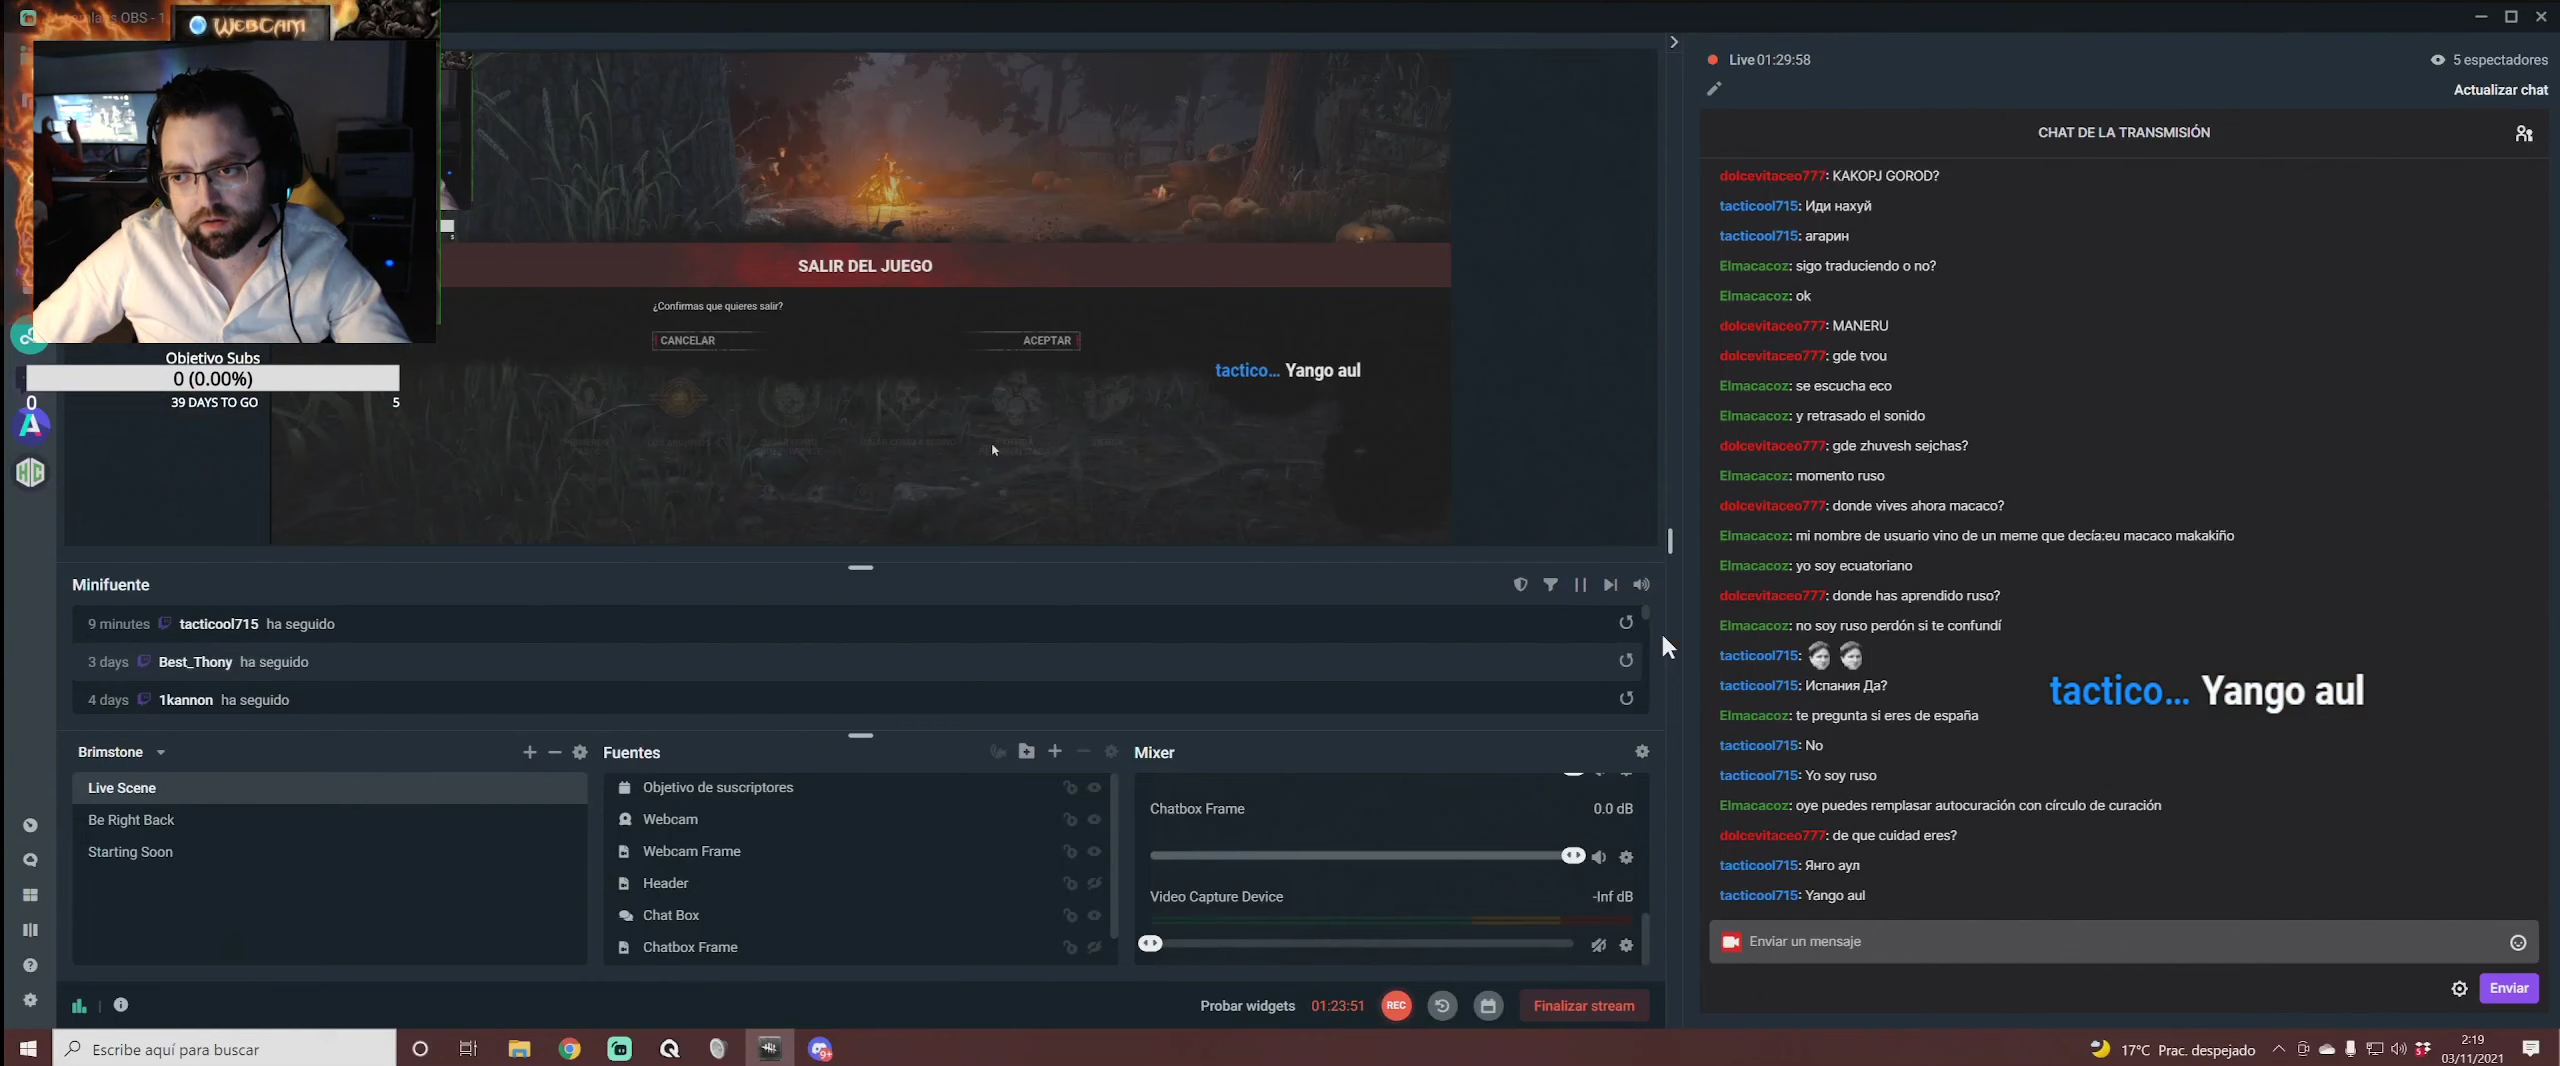 WEBCAM
Objetivo Subs
0 (0.00%)
0
39 DAYS TO GO
5
SALIR DEL JUEGO
¿Confirmas que quieres salir?
CANCELAR
ACEPTAR
tactico... Yango aul
Minifuente
9 minutes tacticool715 ha seguido
3 days Best_Thony ha seguido
4 days 1kannon ha seguido
Brimstone
Live Scene
Be Right Back
Starting Soon
Fuentes
Objetivo de suscriptores
Webcam
Webcam Frame
Header
Chat Box
Chatbox Frame
Mixer
Chatbox Frame 0.0 dB
Video Capture Device -Inf dB
Probar widgets 01:23:51 REC
Finalizar stream
Live 01:29:58
5 espectadores
Actualizar chat
CHAT DE LA TRANSMISIÓN
dolcevitaceo777: KAKOPJ GOROD?
tacticool715: Иди нахуй
tacticool715: агарин
Elmacacoz: sigo traduciendo o no?
Elmacacoz: ok
dolcevitaceo777: MANERU
dolcevitaceo777: gde tvou
Elmacacoz: se escucha eco
Elmacacoz: y retrasado el sonido
dolcevitaceo777: gde zhuvesh sejchas?
Elmacacoz: momento ruso
dolcevitaceo777: donde vives ahora macaco?
Elmacacoz: mi nombre de usuario vino de un meme que decía:eu macaco makakiño
Elmacacoz: yo soy ecuatoriano
dolcevitaceo777: donde has aprendido ruso?
Elmacacoz: no soy ruso perdón si te confundí
tacticool715:
tacticool715: Испания Да?
tactico... Yango aul
Elmacacoz: te pregunta si eres de españa
tacticool715: No
tacticool715: Yo soy ruso
Elmacacoz: oye puedes remplasar autocuración con círculo de curación
dolcevitaceo777: de que cuidad eres?
tacticool715: Янго аул
tacticool715: Yango aul
Enviar un mensaje
Enviar
Escribe aquí para buscar
9+
17°C Prac. despejado
2:19
03/11/2021